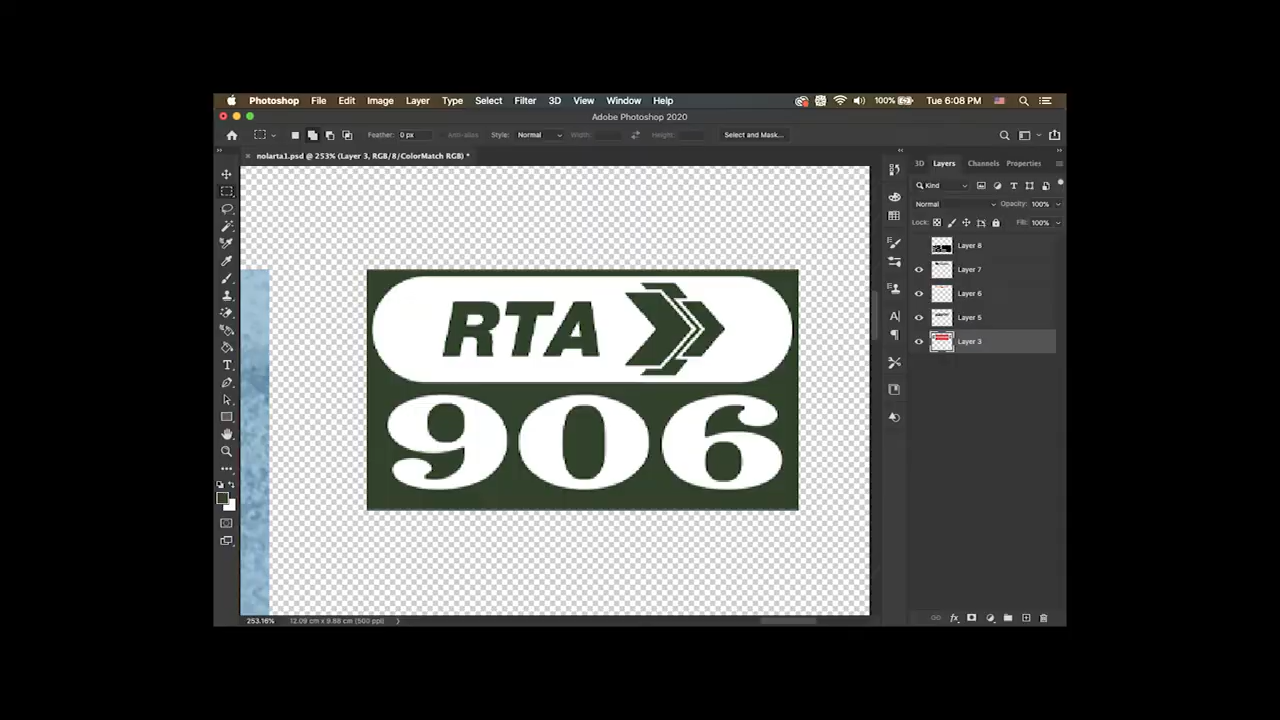 Photoshop File Edit Image Layer Type Select Filter 3D View Window Help 100% Tue 6:08 PM
Adobe Photoshop 2020
Feather: 0 px Anti-alias Style: Normal Width: Height: Select and Mask...
nolarta1.psd @ 253% (Layer 3, RGB/8/ColorMatch RGB) *
3D Layers Channels Properties
Kind
Normal Opacity: 100%
Lock: Fill: 100%
Layer 8
Layer 7
Layer 6
Layer 5
Layer 3
RTA
906
253.16% 12.09 cm x 9.88 cm (500 ppi)